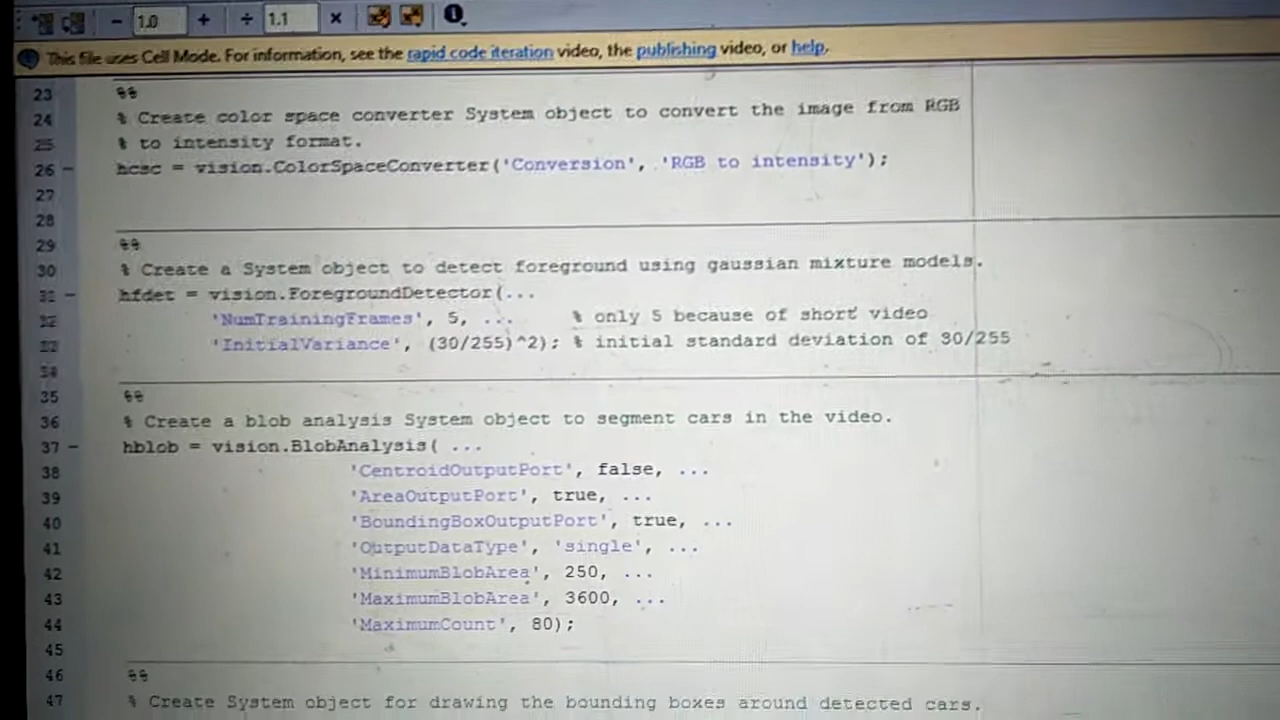 − 1.0 + ÷ 1.1 ×
This file uses Cell Mode. For information, see the rapid code iteration video, the publishing video, or help.
23 %%
24 % Create color space converter System object to convert the image from RGB
25 % to intensity format.
26 − hcsc = vision.ColorSpaceConverter('Conversion', 'RGB to intensity');
27
28
29 %%
30 % Create a System object to detect foreground using gaussian mixture models.
31 − hfdet = vision.ForegroundDetector(...
32 'NumTrainingFrames', 5, ... % only 5 because of short video
33 'InitialVariance', (30/255)^2); % initial standard deviation of 30/255
34
35 %%
36 % Create a blob analysis System object to segment cars in the video.
37 − hblob = vision.BlobAnalysis( ...
38 'CentroidOutputPort', false, ...
39 'AreaOutputPort', true, ...
40 'BoundingBoxOutputPort', true, ...
41 'OutputDataType', 'single', ...
42 'MinimumBlobArea', 250, ...
43 'MaximumBlobArea', 3600, ...
44 'MaximumCount', 80);
45
46 %%
47 % Create System object for drawing the bounding boxes around detected cars.